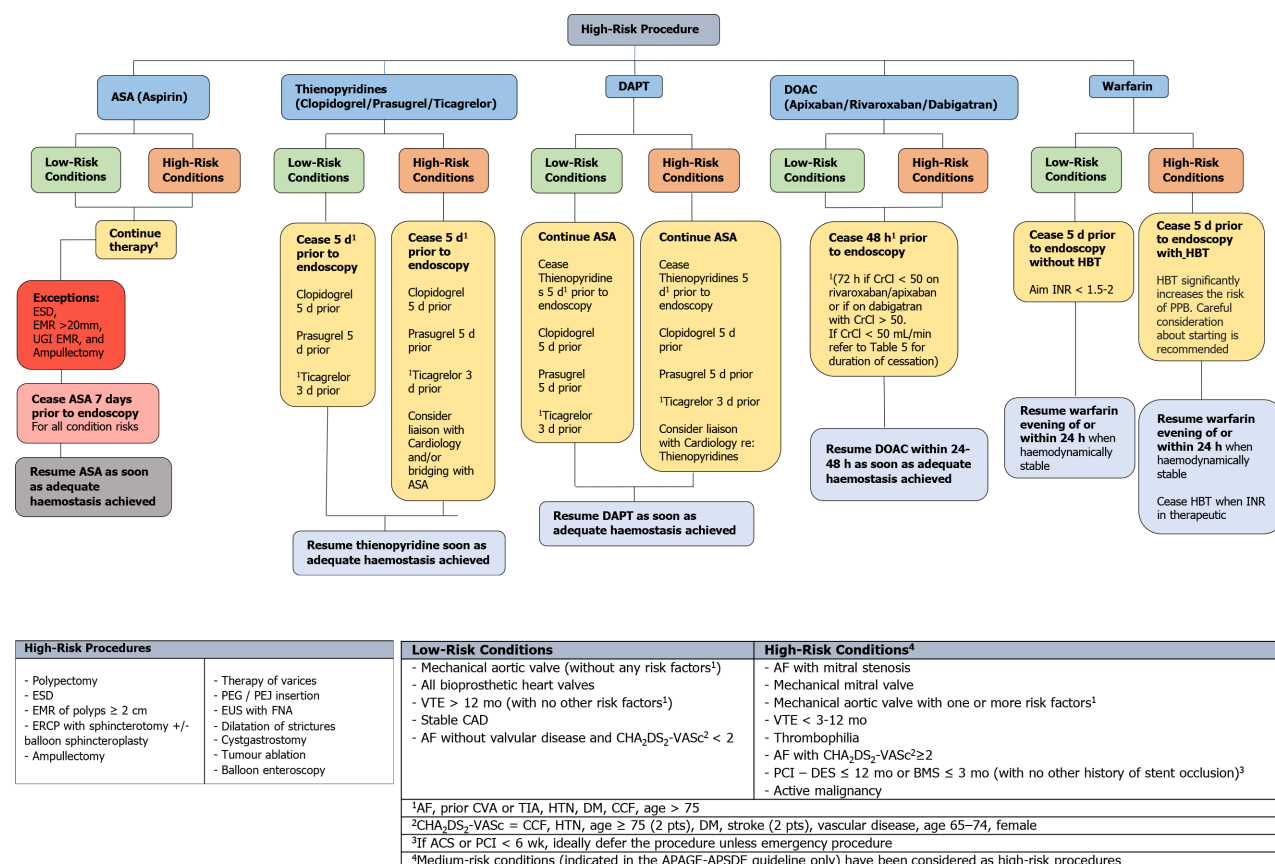 High-Risk Procedure
ASA (Aspirin)
Thienopyridines
(Clopidogrel/Prasugrel/Ticagrelor)
DAPT
DOAC
(Apixaban/Rivaroxaban/Dabigatran)
Warfarin
Low-Risk
Conditions
High-Risk
Conditions
Low-Risk
Conditions
High-Risk
Conditions
Low-Risk
Conditions
High-Risk
Conditions
Low-Risk
Conditions
High-Risk
Conditions
Low-Risk
Conditions
High-Risk
Conditions
Continue
therapy⁴
Exceptions:
ESD,
EMR >20mm,
UGI EMR, and
Ampullectomy
Cease ASA 7 days
prior to endoscopy
For all condition risks
Resume ASA as soon
as adequate
haemostasis achieved
Cease 5 d¹
prior to
endoscopy
Clopidogrel
5 d prior
Prasugrel 5
d prior
¹Ticagrelor
3 d prior
Cease 5 d¹
prior to
endoscopy
Clopidogrel
5 d prior
Prasugrel 5 d
prior
¹Ticagrelor 3
d prior
Consider
liaison with
Cardiology
and/or
bridging with
ASA
Resume thienopyridine soon as
adequate haemostasis achieved
Continue ASA
Cease
Thienopyridine
s 5 d¹ prior to
endoscopy
Clopidogrel
5 d prior
Prasugrel
5 d prior
¹Ticagrelor
3 d prior
Continue ASA
Cease
Thienopyridines 5
d¹ prior to
endoscopy
Clopidogrel 5 d
prior
Prasugrel 5 d prior
¹Ticagrelor 3 d prior
Consider liaison
with Cardiology re:
Thienopyridines
Resume DAPT as soon as
adequate haemostasis achieved
Cease 48 h¹ prior
to endoscopy
¹(72 h if CrCl < 50 on
rivaroxaban/apixaban
or if on dabigatran
with CrCl > 50.
If CrCl < 50 mL/min
refer to Table 5 for
duration of cessation)
Resume DOAC within 24-
48 h as soon as adequate
haemostasis achieved
Cease 5 d prior
to endoscopy
without HBT
Aim INR < 1.5-2
Resume warfarin
evening of or
within 24 h when
haemodynamically
stable
Cease 5 d prior
to endoscopy
with HBT
HBT significantly
increases the risk
of PPB. Careful
consideration
about starting is
recommended
Resume warfarin
evening of or
within 24 h when
haemodynamically
stable
Cease HBT when INR
in therapeutic
High-Risk Procedures
- Polypectomy
- ESD
- EMR of polyps ≥ 2 cm
- ERCP with sphincterotomy +/-
balloon sphincteroplasty
- Ampullectomy
- Therapy of varices
- PEG / PEJ insertion
- EUS with FNA
- Dilatation of strictures
- Cystgastrostomy
- Tumour ablation
- Balloon enteroscopy
Low-Risk Conditions
- Mechanical aortic valve (without any risk factors¹)
- All bioprosthetic heart valves
- VTE > 12 mo (with no other risk factors¹)
- Stable CAD
- AF without valvular disease and CHA₂DS₂-VASc² < 2
High-Risk Conditions⁴
- AF with mitral stenosis
- Mechanical mitral valve
- Mechanical aortic valve with one or more risk factors¹
- VTE < 3-12 mo
- Thrombophilia
- AF with CHA₂DS₂-VASc²≥2
- PCI – DES ≤ 12 mo or BMS ≤ 3 mo (with no other history of stent occlusion)³
- Active malignancy
¹AF, prior CVA or TIA, HTN, DM, CCF, age > 75
²CHA₂DS₂-VASc = CCF, HTN, age ≥ 75 (2 pts), DM, stroke (2 pts), vascular disease, age 65–74, female
³If ACS or PCI < 6 wk, ideally defer the procedure unless emergency procedure
⁴Medium-risk conditions (indicated in the APAGE-APSDE guideline only) have been considered as high-risk procedures